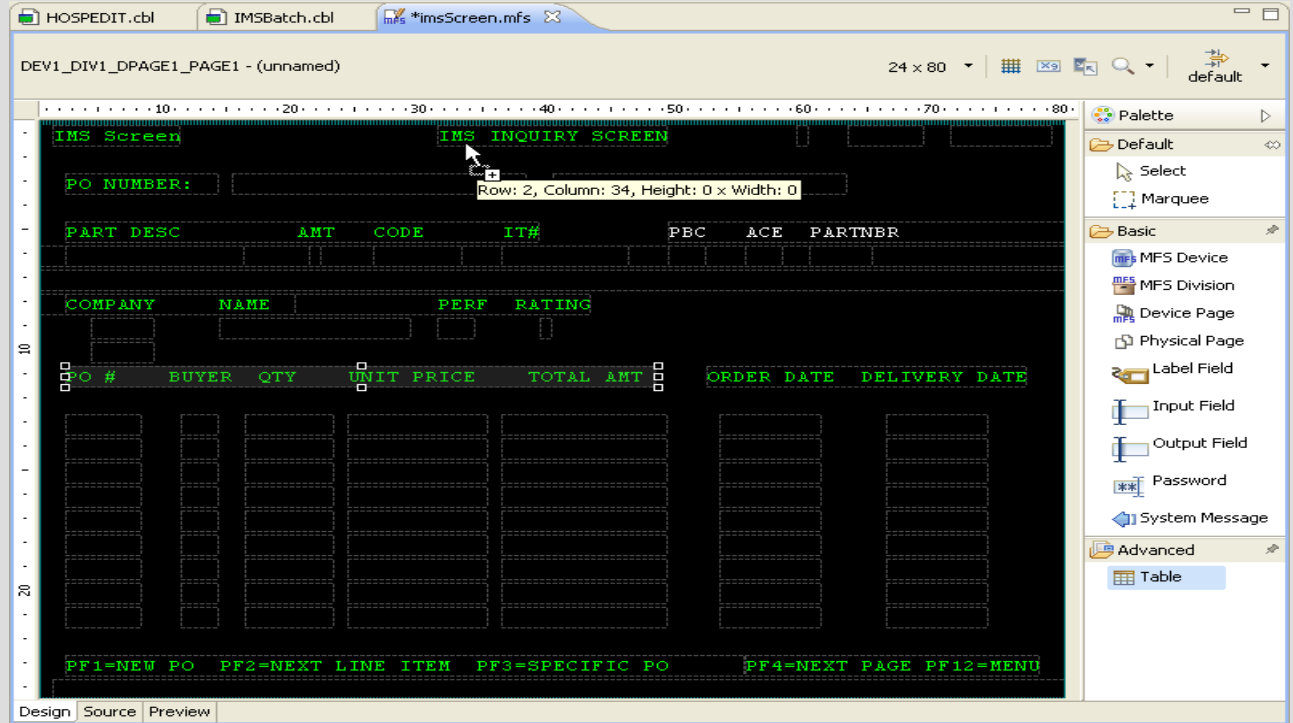 HOSPEDIT.cbl IMSBatch.cbl *imsScreen.mfs
DEV1_DIV1_DPAGE1_PAGE1 - (unnamed) 24 x 80 default
10 20 30 40 50 60 70 80
IMS Screen IMS INQUIRY SCREEN
PO NUMBER:
Row: 2, Column: 34, Height: 0 x Width: 0
PART DESC AMT CODE IT# PBC ACE PARTNBR
COMPANY NAME PERF RATING
10
PO # BUYER QTY UNIT PRICE TOTAL AMT ORDER DATE DELIVERY DATE
20
PF1=NEW PO PF2=NEXT LINE ITEM PF3=SPECIFIC PO PF4=NEXT PAGE PF12=MENU
Design Source Preview
Palette
Default
Select
Marquee
Basic
MFS Device
MFS Division
Device Page
Physical Page
Label Field
Input Field
Output Field
Password
System Message
Advanced
Table